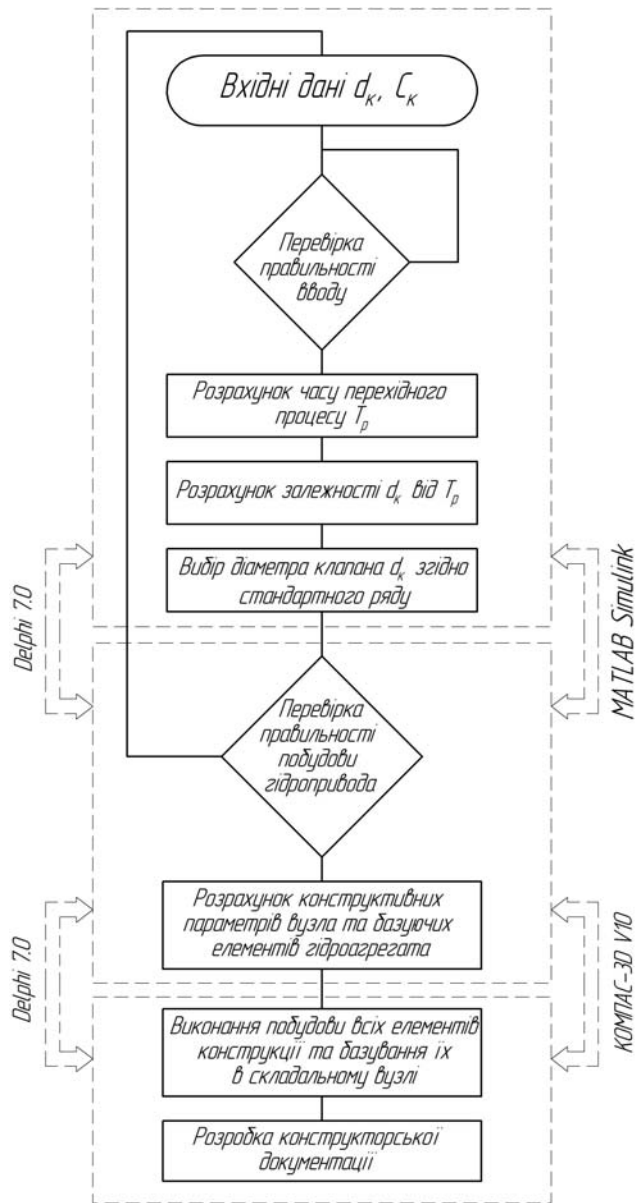 Вхідні дані dк, Cк
Перевірка
правильності
вводу
Розрахунок часу перехідного
процесу Tр
Розрахунок залежності dк від Tр
Вибір діаметра клапана dк згідно
стандартного ряду
Delphi 7.0
MATLAB Simulink
Перевірка
правильності
побудови
гідропривода
Розрахунок конструктивних
параметрів вузла та базуючих
елементів гідроагрегата
Delphi 7.0
КОМПАС-3D V10
Виконання побудови всіх елементів
конструкції та базування їх
в складальному вузлі
Розробка конструкторської
документації